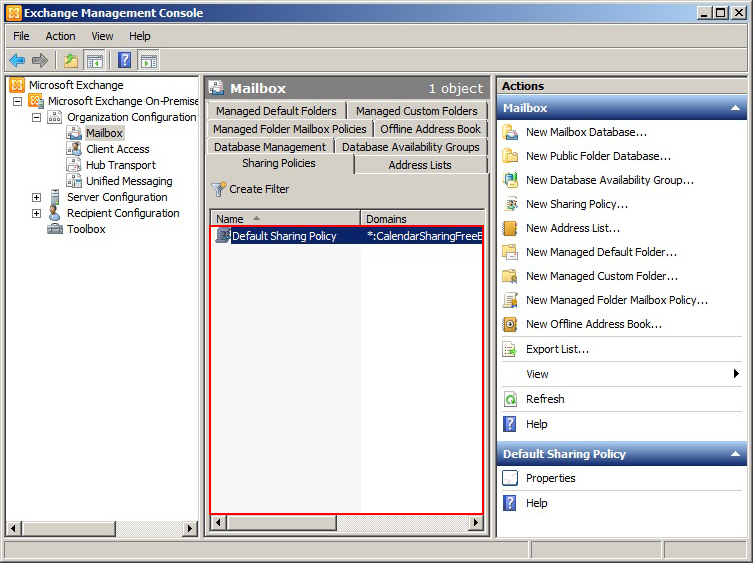 Exchange Management Console
File Action View Help
Microsoft Exchange
Microsoft Exchange On-Premise
Organization Configuration
Mailbox
Client Access
Hub Transport
Unified Messaging
Server Configuration
Recipient Configuration
Toolbox
Mailbox 1 object
Managed Default Folders Managed Custom Folders
Managed Folder Mailbox Policies Offline Address Book
Database Management Database Availability Groups
Sharing Policies Address Lists
Create Filter
Name Domains
Default Sharing Policy *:CalendarSharingFreeB
Actions
Mailbox
New Mailbox Database...
New Public Folder Database...
New Database Availability Group...
New Sharing Policy...
New Address List...
New Managed Default Folder...
New Managed Custom Folder...
New Managed Folder Mailbox Policy...
New Offline Address Book...
Export List...
View
Refresh
Help
Default Sharing Policy
Properties
Help